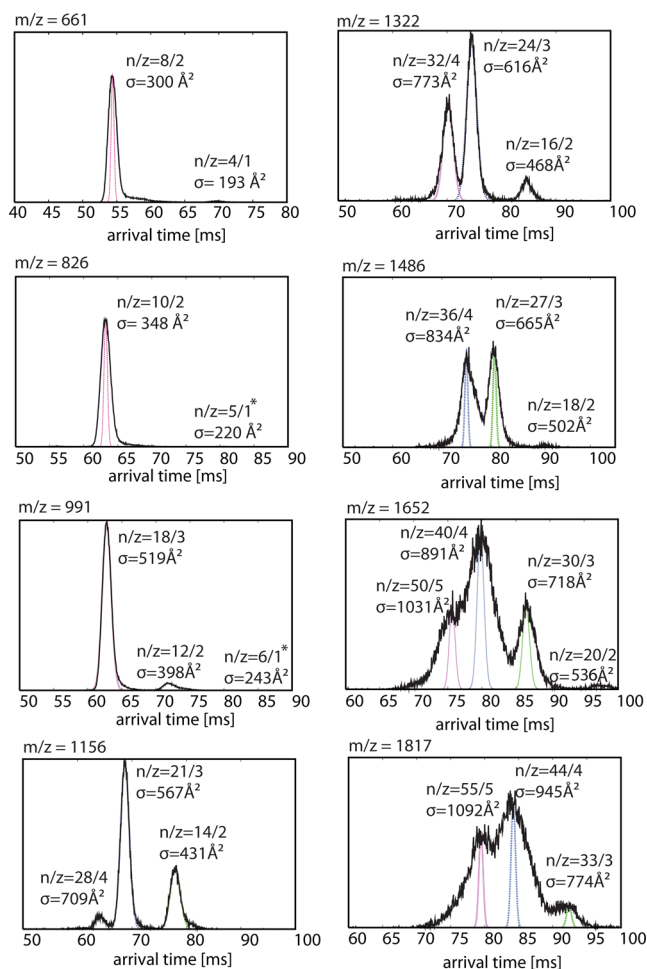 m/z = 661
n/z=8/2
σ=300 Å²
n/z=4/1
σ= 193 Å²
40 45 50 55 60 65 70 75 80
arrival time [ms]
m/z = 826
n/z=10/2
σ= 348 Å²
n/z=5/1*
σ=220 Å²
50 55 60 65 70 75 80 85 90
arrival time [ms]
m/z = 991
n/z=18/3
σ=519Å²
n/z=12/2
σ=398Å²
n/z=6/1*
σ=243Å²
50 55 60 65 70 75 80 85 90
arrival time [ms]
m/z = 1156
n/z=21/3
σ=567Å²
n/z=14/2
σ=431Å²
n/z=28/4
σ=709Å²
50 60 70 80 90 100
arrival time [ms]
m/z = 1322
n/z=24/3
σ=616Å²
n/z=32/4
σ=773Å²
n/z=16/2
σ=468Å²
50 60 70 80 90 100
arrival time [ms]
m/z = 1486
n/z=36/4
σ=834Å²
n/z=27/3
σ=665Å²
n/z=18/2
σ=502Å²
50 60 70 80 90 100
arrival time [ms]
m/z = 1652
n/z=40/4
σ=891Å²
n/z=50/5
σ=1031Å²
n/z=30/3
σ=718Å²
n/z=20/2
σ=536Å²
60 65 70 75 80 85 90 95 100
arrival time [ms]
m/z = 1817
n/z=44/4
σ=945Å²
n/z=55/5
σ=1092Å²
n/z=33/3
σ=774Å²
65 70 75 80 85 90 95 100
arrival time [ms]